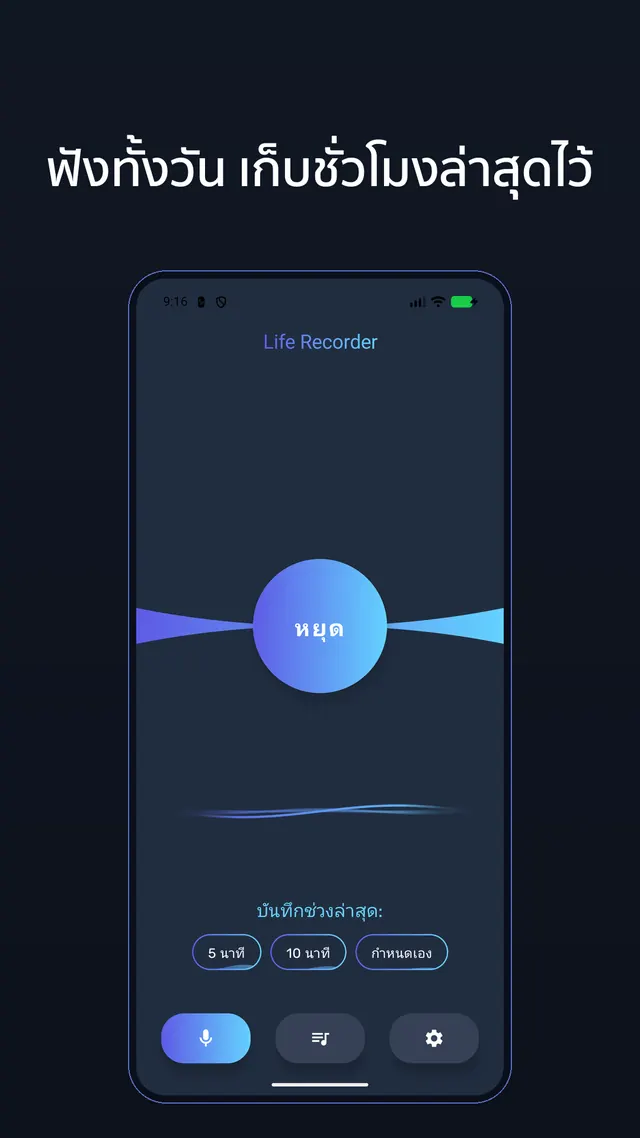 ฟังทั้งวัน เก็บชั่วโมงล่าสุดไว้
9:16
Life Recorder
หยุด
บันทึกช่วงล่าสุด:
5 นาที
10 นาที
กำหนดเอง